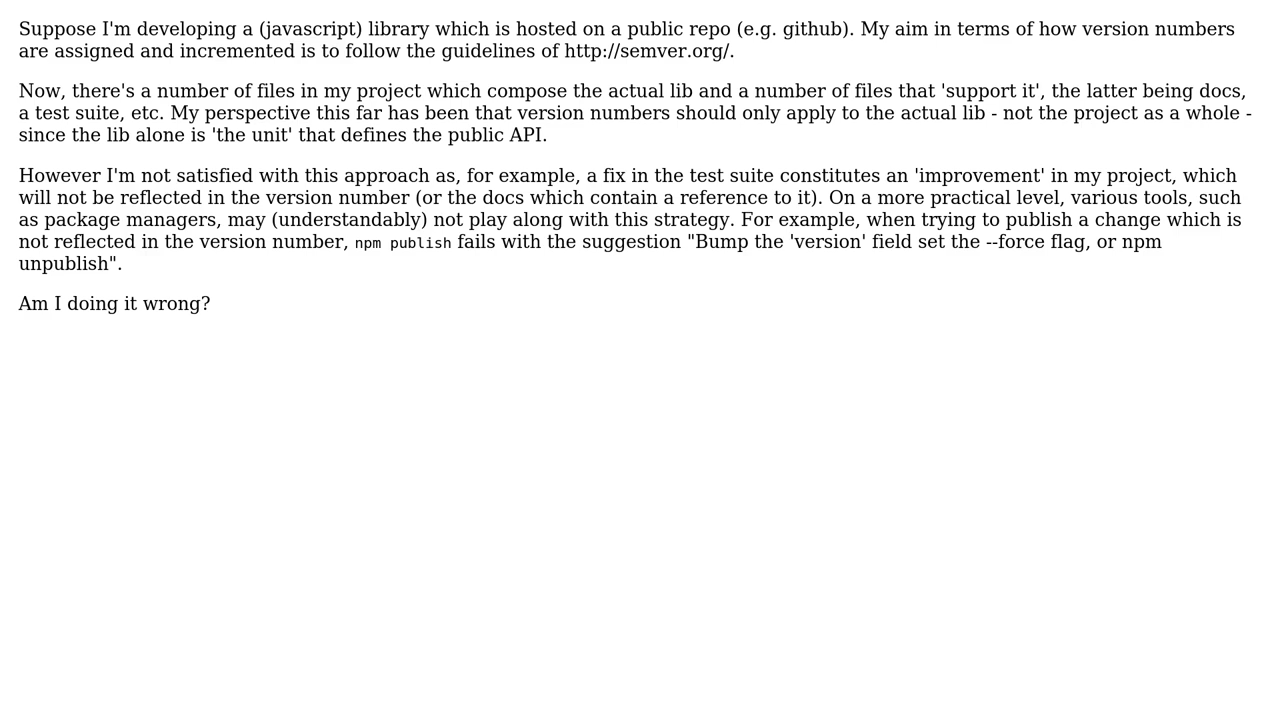 Suppose I'm developing a (javascript) library which is hosted on a public repo (e.g. github). My aim in terms of how version numbers
are assigned and incremented is to follow the guidelines of http://semver.org/.
Now, there's a number of files in my project which compose the actual lib and a number of files that 'support it', the latter being docs,
a test suite, etc. My perspective this far has been that version numbers should only apply to the actual lib - not the project as a whole -
since the lib alone is 'the unit' that defines the public API.
However I'm not satisfied with this approach as, for example, a fix in the test suite constitutes an 'improvement' in my project, which
will not be reflected in the version number (or the docs which contain a reference to it). On a more practical level, various tools, such
as package managers, may (understandably) not play along with this strategy. For example, when trying to publish a change which is
not reflected in the version number, npm publish fails with the suggestion "Bump the 'version' field set the --force flag, or npm
unpublish".
Am I doing it wrong?